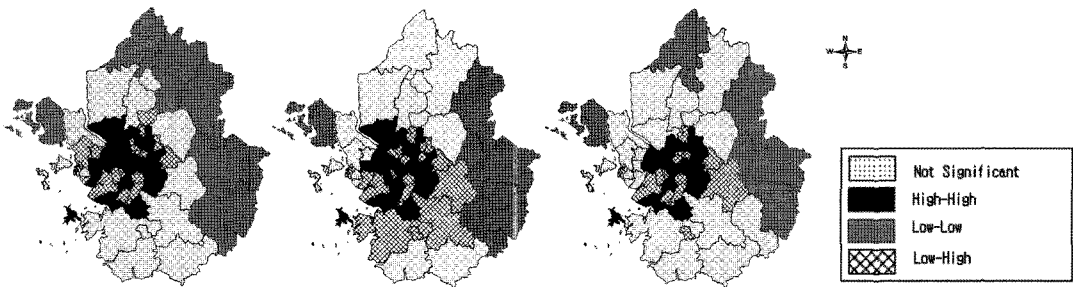 N
W E
S
Not Significant
High-High
Low-Low
Low-High